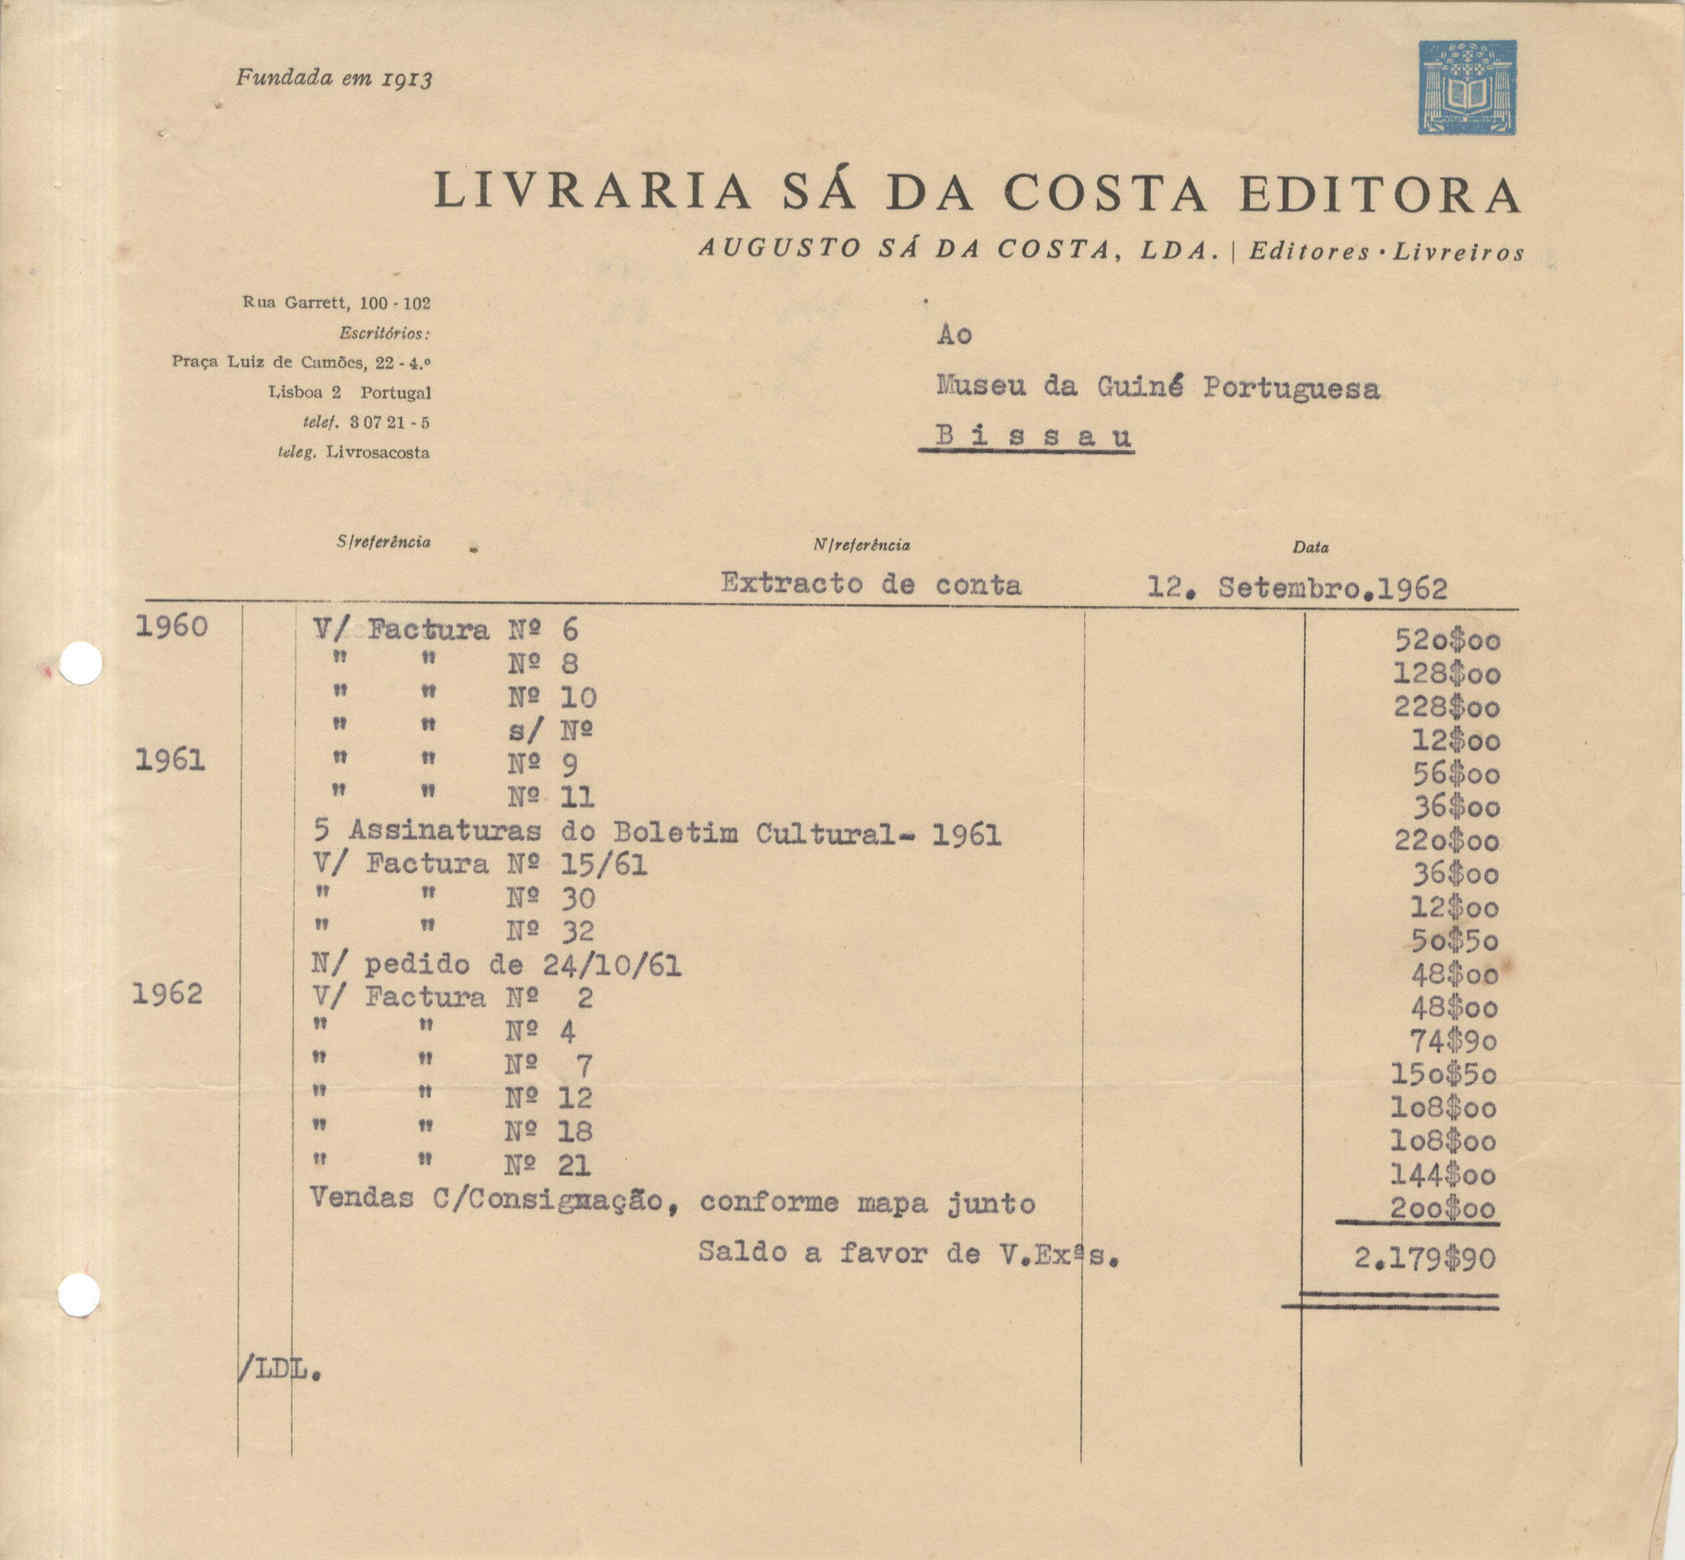 Fundada em 1913
LIVRARIA SÁ DA COSTA EDITORA
AUGUSTO SÁ DA COSTA, LDA. | Editores · Livreiros
Rua Garrett, 100 - 102
Escritórios:
Praça Luiz de Camões, 22 - 4.º
Lisboa 2 Portugal
telef. 3 07 21 - 5
teleg. Livrosacosta
Ao
Museu da Guiné Portuguesa
B i s s a u
S/referência N/referência Data
Extracto de conta 12. Setembro.1962
1960 V/ Factura Nº 6 52o$oo
" " Nº 8 128$oo
" " Nº 10 228$oo
" " s/ Nº 12$oo
1961 " " Nº 9 56$oo
" " Nº 11 36$oo
5 Assinaturas do Boletim Cultural- 1961 22o$oo
V/ Factura Nº 15/61 36$oo
" " Nº 30 12$oo
" " Nº 32 5o$5o
N/ pedido de 24/10/61 48$oo
1962 V/ Factura Nº 2 48$oo
" " Nº 4 74$9o
" " Nº 7 15o$5o
" " Nº 12 1o8$oo
" " Nº 18 1o8$oo
" " Nº 21 144$oo
Vendas C/Consignação, conforme mapa junto 2oo$oo
Saldo a favor de V.Exªs. 2.179$90
/LDL.